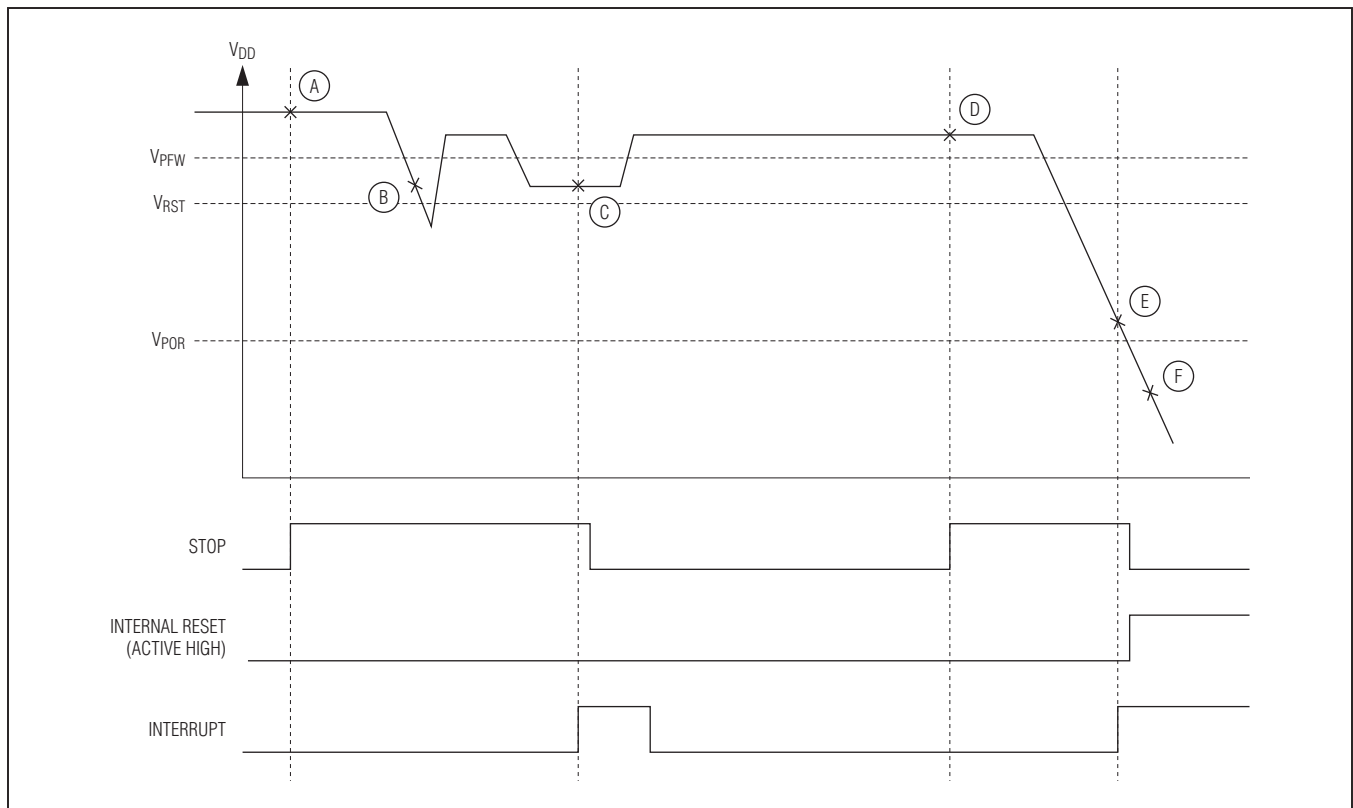 VDD
A
D
VPFW
B
VRST
C
E
VPOR
F
STOP
INTERNAL RESET
(ACTIVE HIGH)
INTERRUPT